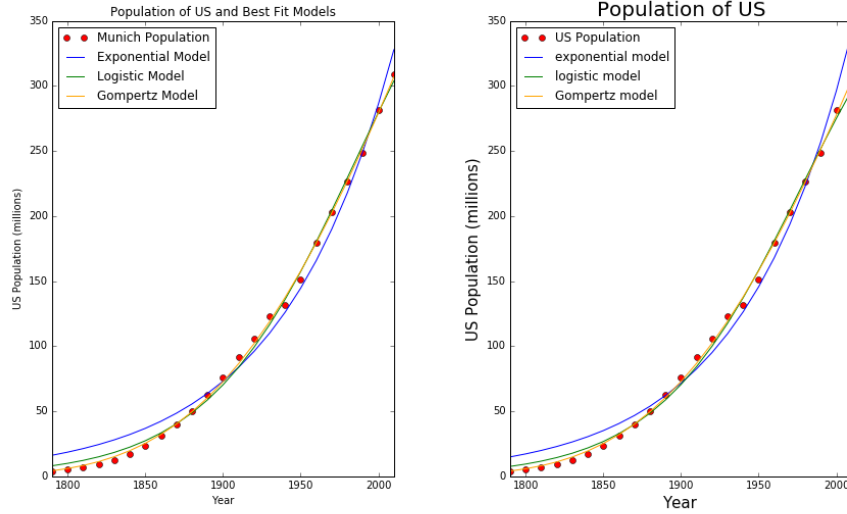 Population of US and Best Fit Models
350
300
250
200
150
100
50
0
US Population (millions)
Munich Population
Exponential Model
Logistic Model
Gompertz Model
1800
1850
1900
1950
2000
Year
Population of US
350
300
250
200
150
100
50
0
US Population (millions)
US Population
exponential model
logistic model
Gompertz model
1800
1850
1900
1950
2000
Year